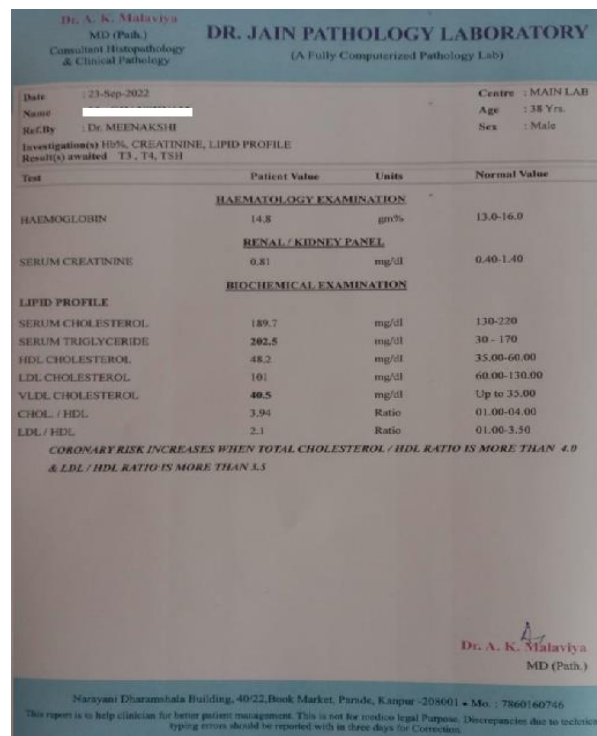 Dr. A. K. Malaviya
MD (Path.)
Consultant Histopathology
& Clinical Pathology
DR. JAIN PATHOLOGY LABORATORY
(A Fully Computerized Pathology Lab)
Date : 23-Sep-2022 Centre : MAIN LAB
Name Age : 38 Yrs.
Ref.By : Dr. MEENAKSHI Sex : Male
Investigation(s) Hb%, CREATININE, LIPID PROFILE
Result(s) awaited T3 , T4, TSH
Test Patient Value Units Normal Value
HAEMATOLOGY EXAMINATION
HAEMOGLOBIN 14.8 gm% 13.0-16.0
RENAL / KIDNEY PANEL
SERUM CREATININE 0.81 mg/dl 0.40-1.40
BIOCHEMICAL EXAMINATION
LIPID PROFILE
SERUM CHOLESTEROL 189.7 mg/dl 130-220
SERUM TRIGLYCERIDE 202.5 mg/dl 30 - 170
HDL CHOLESTEROL 48.2 mg/dl 35.00-60.00
LDL CHOLESTEROL 101 mg/dl 60.00-130.00
VLDL CHOLESTEROL 40.5 mg/dl Up to 35.00
CHOL. / HDL 3.94 Ratio 01.00-04.00
LDL / HDL 2.1 Ratio 01.00-3.50
CORONARY RISK INCREASES WHEN TOTAL CHOLESTEROL / HDL RATIO IS MORE THAN 4.0
& LDL / HDL RATIO IS MORE THAN 3.5
Dr. A. K. Malaviya
MD (Path.)
Narayani Dharamshala Building, 40/22,Book Market, Parade, Kanpur -208001 • Mo. : 7860160746
This report is to help clinician for better patient management. This is not for medico legal Purpose. Discrepancies due to technical
typing errors should be reported with in three days for Correction.